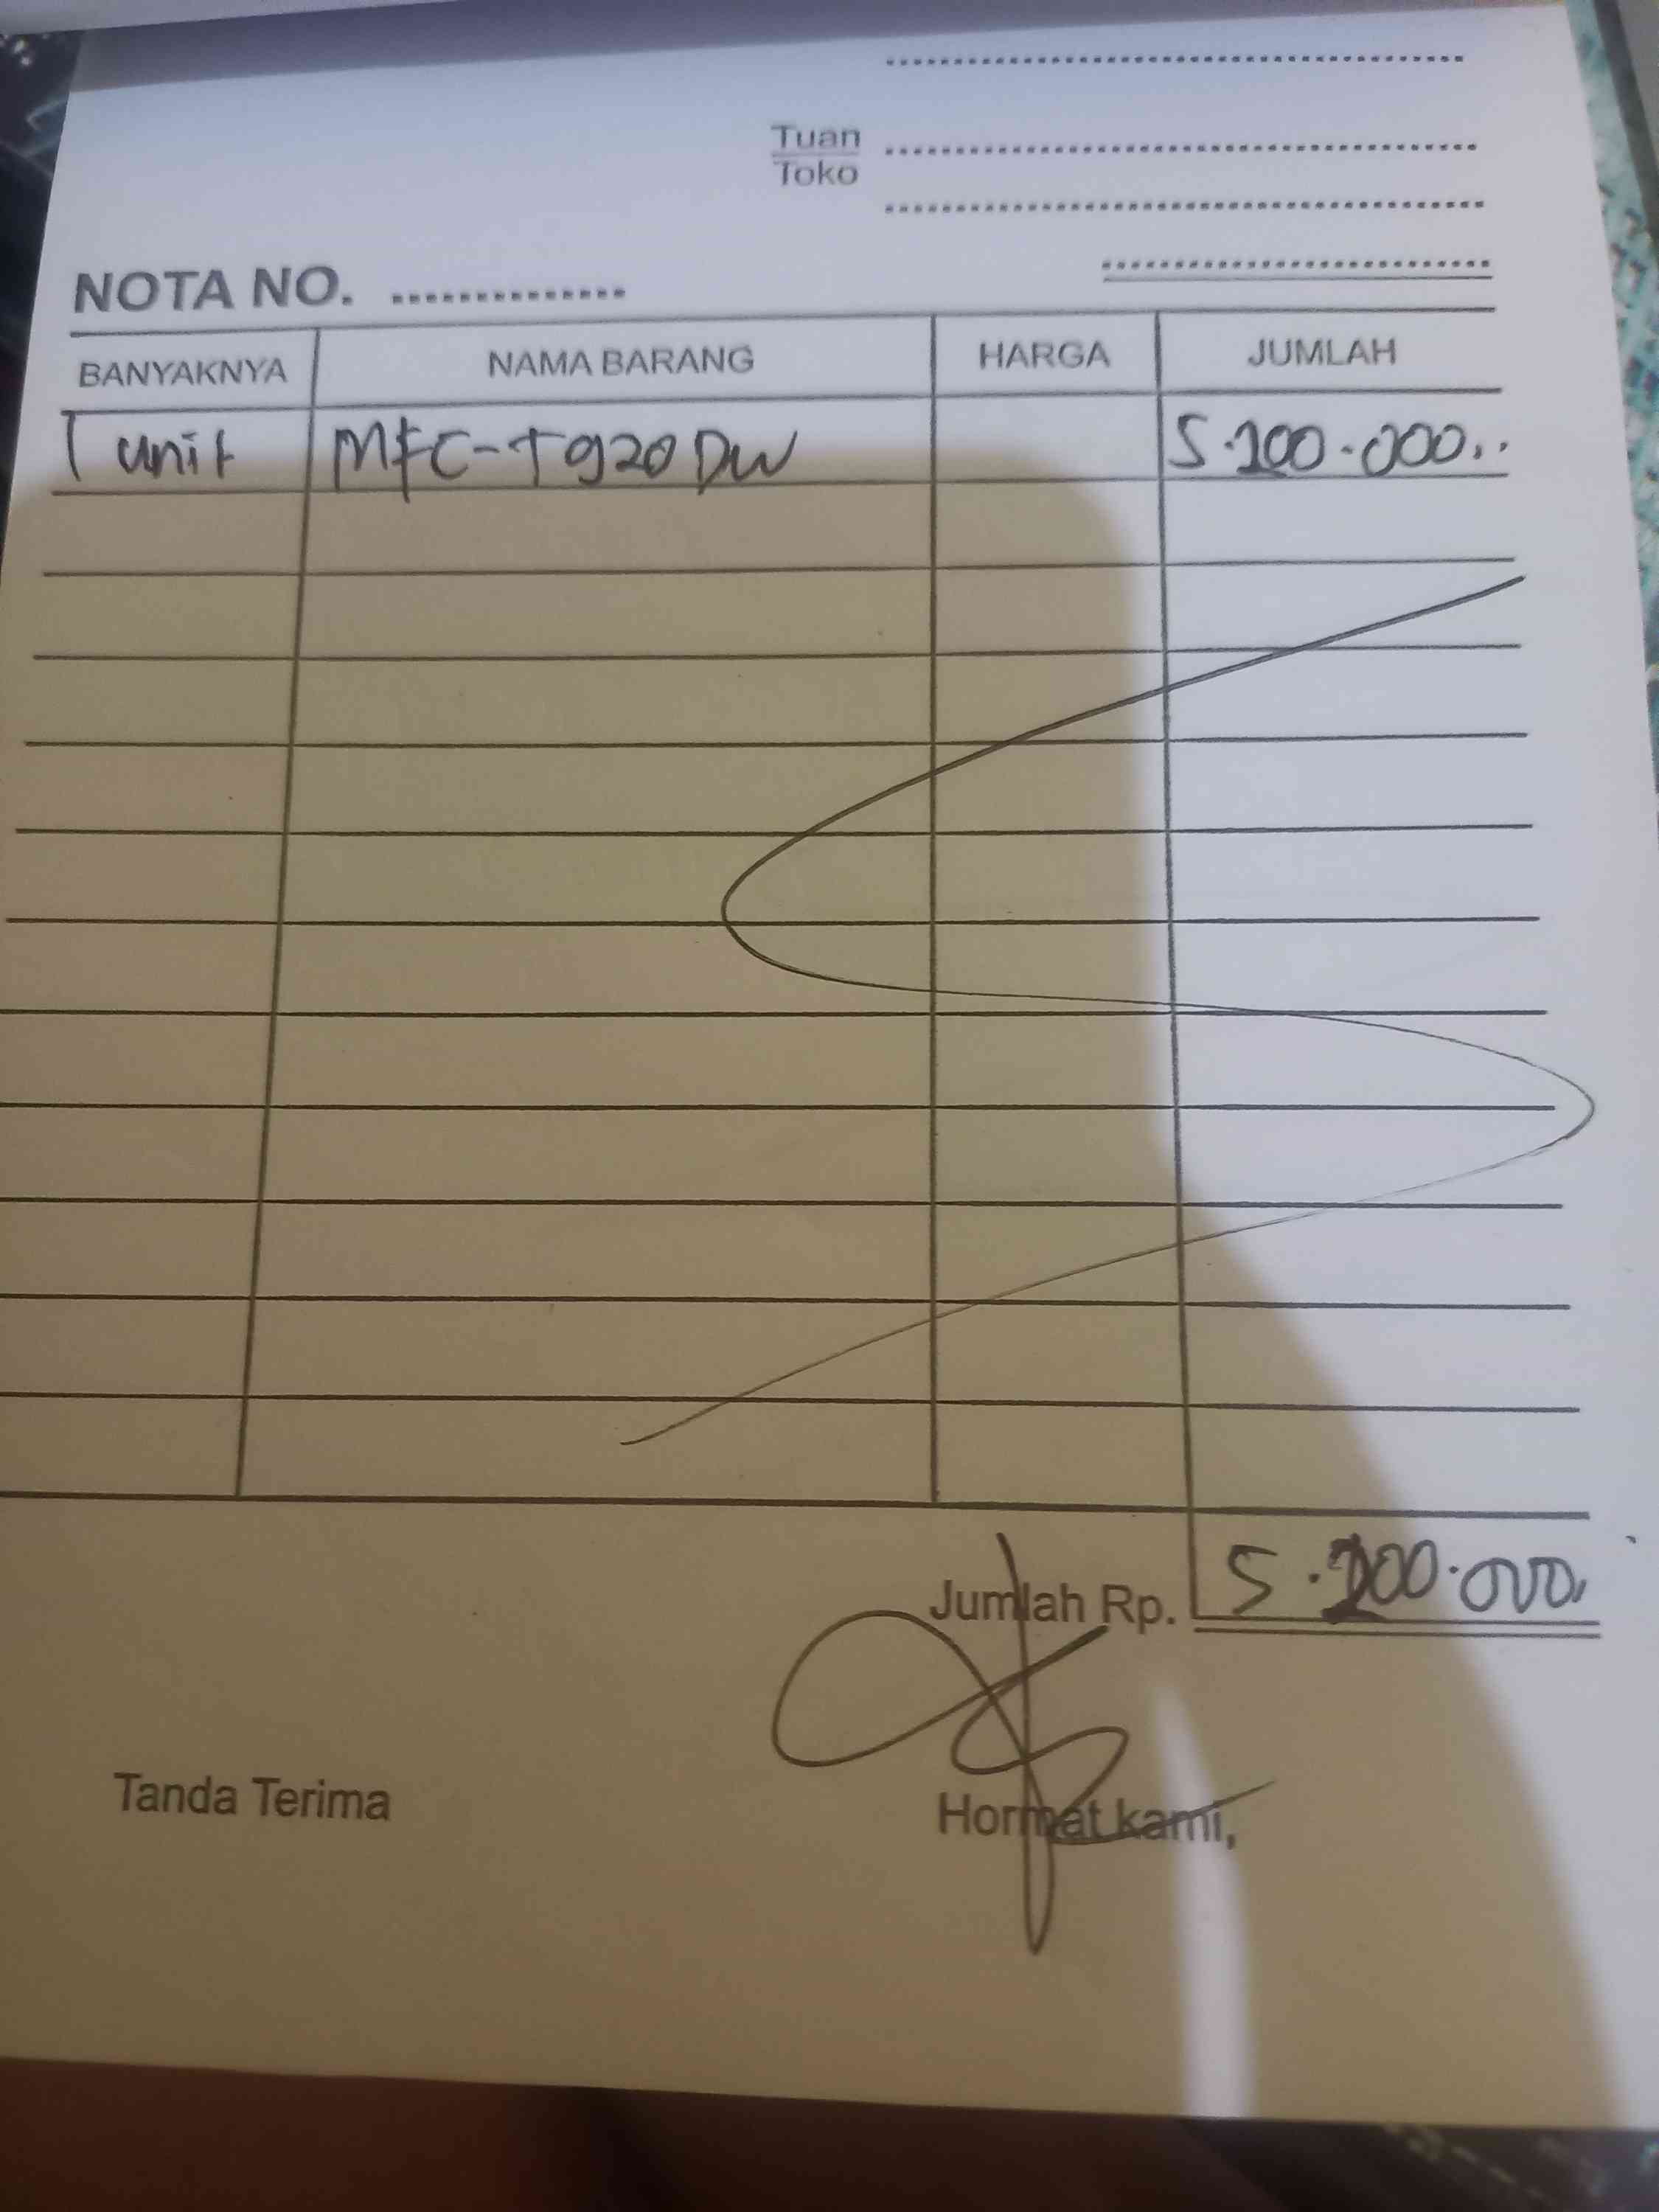 Tuan
Toko
NOTA NO.
BANYAKNYA NAMA BARANG HARGA JUMLAH
1 unit MFC-T920DW 5.200.000..
Jumlah Rp. 5.200.000,
Tanda Terima Hormat kami,